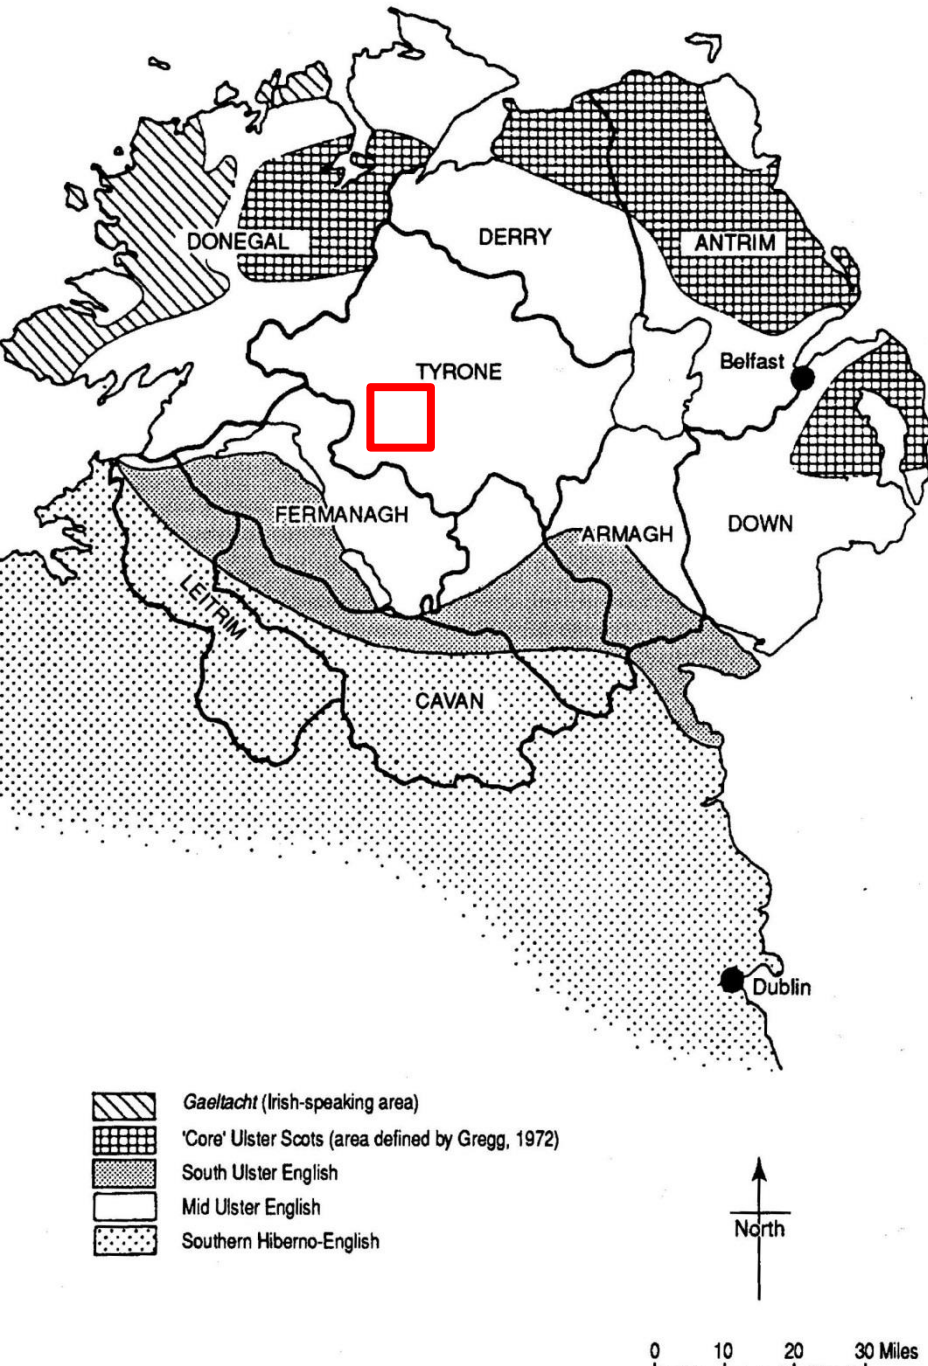 DONEGAL
DERRY
ANTRIM
TYRONE
Belfast
FERMANAGH
ARMAGH
DOWN
LEITRIM
CAVAN
Dublin
Gaeltacht (Irish-speaking area)
'Core' Ulster Scots (area defined by Gregg, 1972)
South Ulster English
Mid Ulster English
Southern Hiberno-English
North
0 10 20 30 Miles